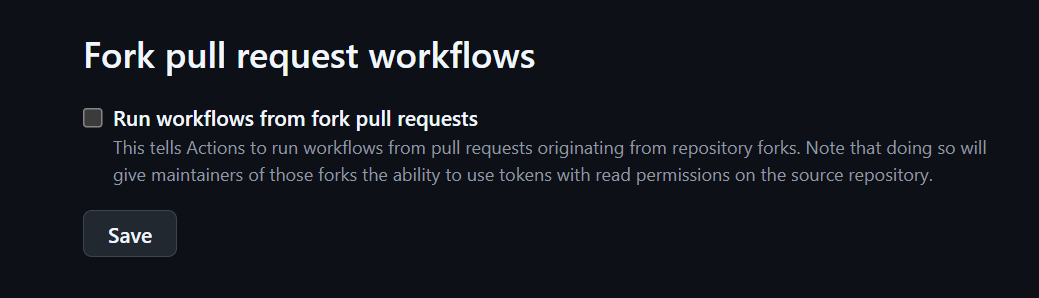 Fork pull request workflows
Run workflows from fork pull requests
This tells Actions to run workflows from pull requests originating from repository forks. Note that doing so will
give maintainers of those forks the ability to use tokens with read permissions on the source repository.
Save